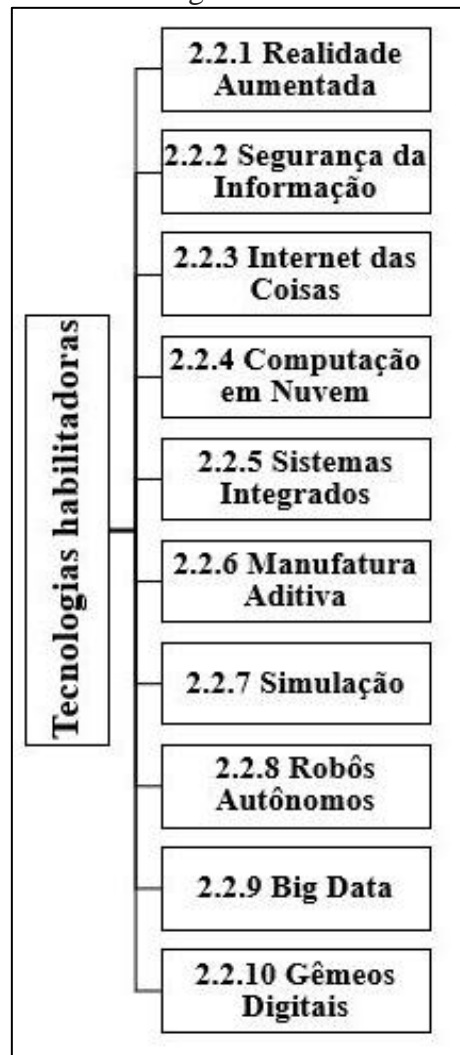 Tecnologias habilitadoras
2.2.1 Realidade
Aumentada
2.2.2 Segurança da
Informação
2.2.3 Internet das
Coisas
2.2.4 Computação
em Nuvem
2.2.5 Sistemas
Integrados
2.2.6 Manufatura
Aditiva
2.2.7 Simulação
2.2.8 Robôs
Autônomos
2.2.9 Big Data
2.2.10 Gêmeos
Digitais